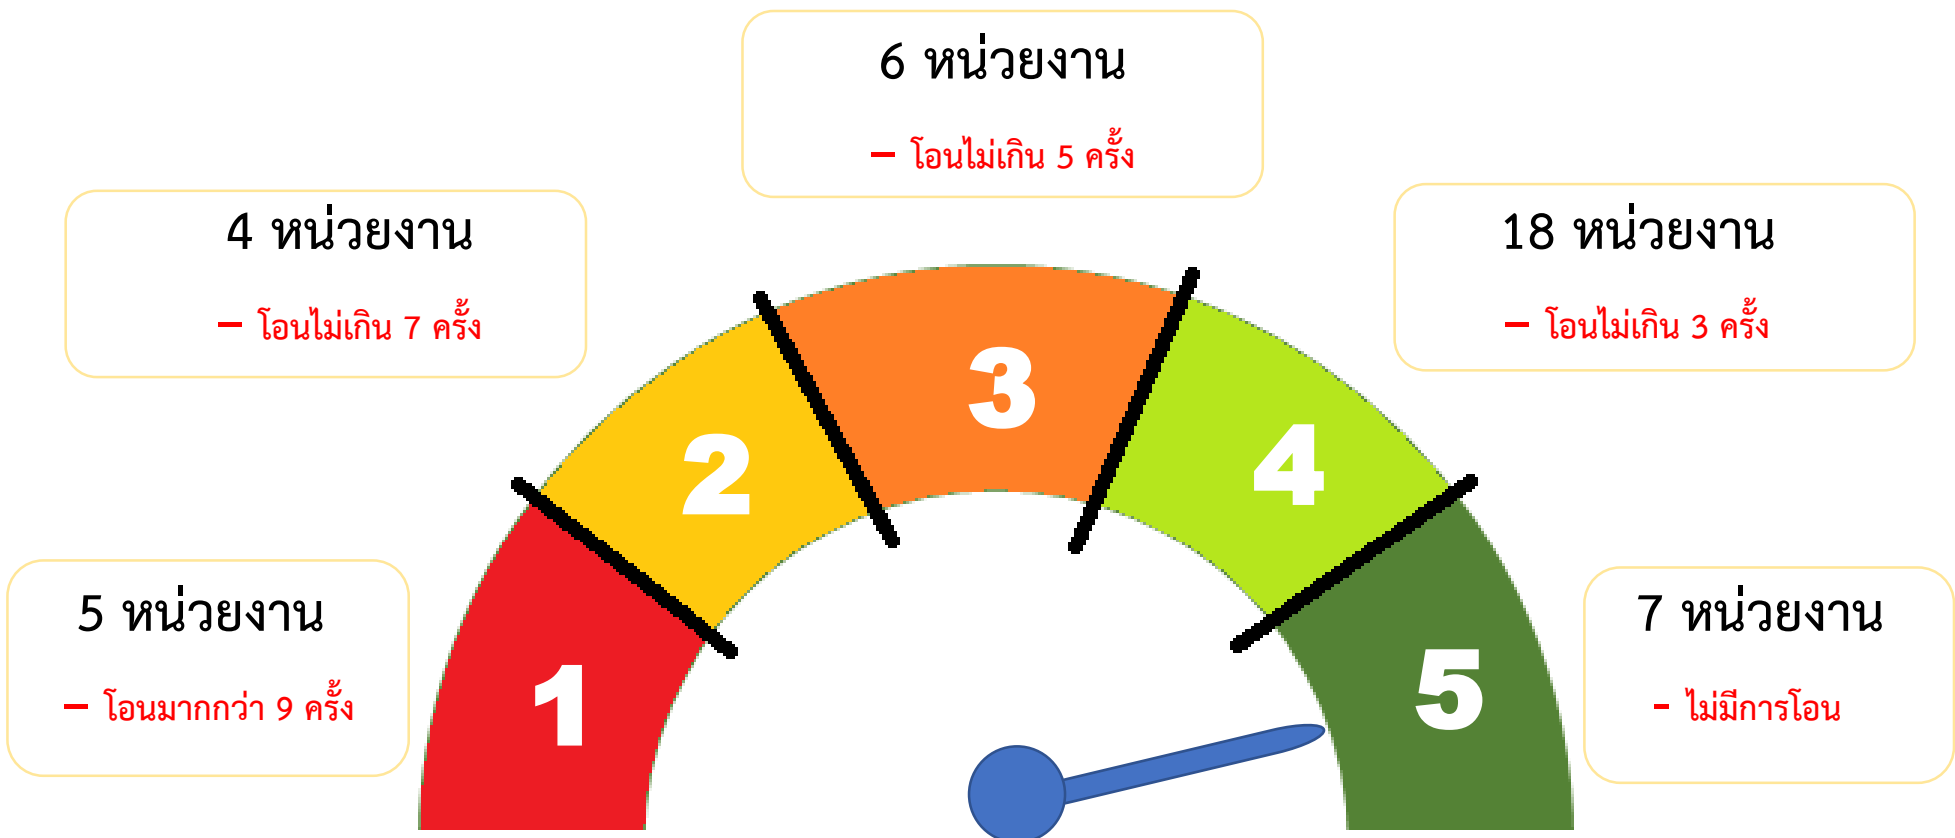 6 หน่วยงาน
- โอนไม่เกิน 5 ครั้ง
4 หน่วยงาน
- โอนไม่เกิน 7 ครั้ง
18 หน่วยงาน
- โอนไม่เกิน 3 ครั้ง
3
2
4
5 หน่วยงาน
- โอนมากกว่า 9 ครั้ง
1
5
7 หน่วยงาน
- ไม่มีการโอน